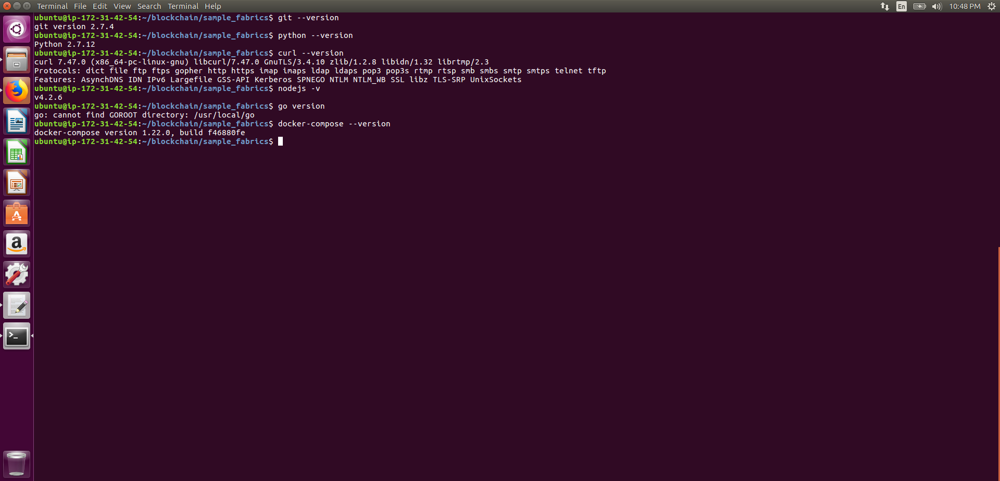 Terminal File Edit View Search Terminal Help En 10:48 PM
ubuntu@ip-172-31-42-54:~/blockchain/sample_fabrics$ git --version
git version 2.7.4
ubuntu@ip-172-31-42-54:~/blockchain/sample_fabrics$ python --version
Python 2.7.12
ubuntu@ip-172-31-42-54:~/blockchain/sample_fabrics$ curl --version
curl 7.47.0 (x86_64-pc-linux-gnu) libcurl/7.47.0 GnuTLS/3.4.10 zlib/1.2.8 libidn/1.32 librtmp/2.3
Protocols: dict file ftp ftps gopher http https imap imaps ldap ldaps pop3 pop3s rtmp rtsp smb smbs smtp smtps telnet tftp
Features: AsynchDNS IDN IPv6 Largefile GSS-API Kerberos SPNEGO NTLM NTLM_WB SSL libz TLS-SRP UnixSockets
ubuntu@ip-172-31-42-54:~/blockchain/sample_fabrics$ nodejs -v
v4.2.6
ubuntu@ip-172-31-42-54:~/blockchain/sample_fabrics$ go version
go: cannot find GOROOT directory: /usr/local/go
ubuntu@ip-172-31-42-54:~/blockchain/sample_fabrics$ docker-compose --version
docker-compose version 1.22.0, build f46880fe
ubuntu@ip-172-31-42-54:~/blockchain/sample_fabrics$